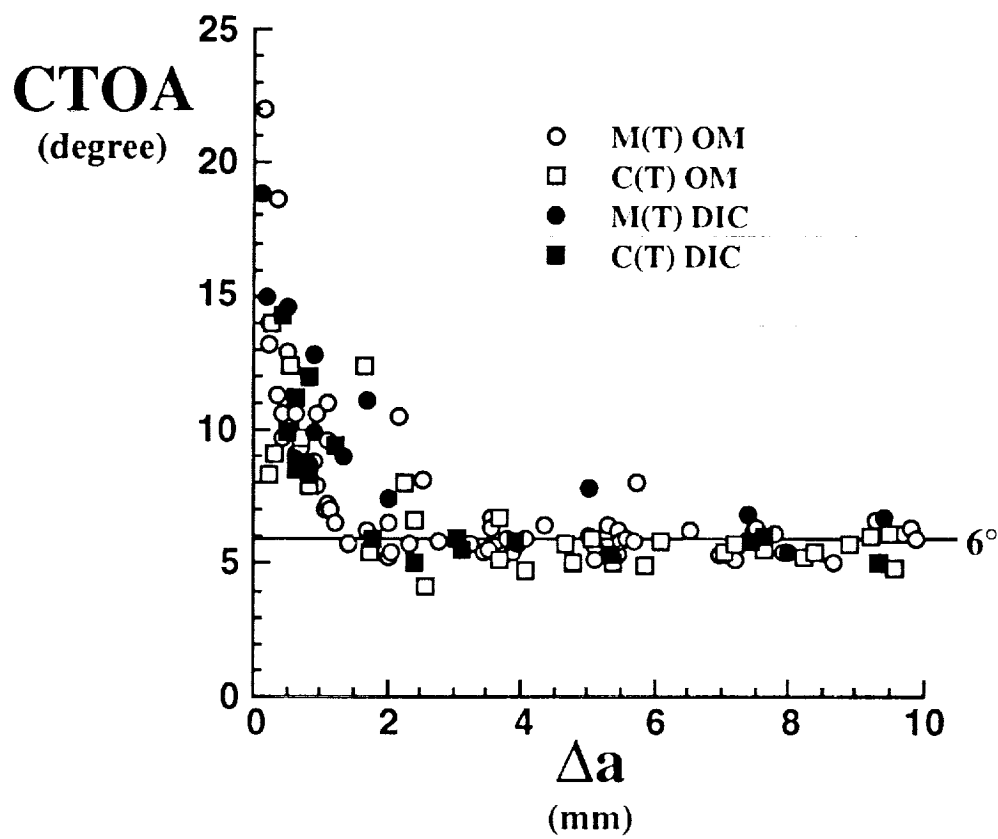 25
CTOA
(degree)
20
15
10
5
0
M(T) OM
C(T) OM
M(T) DIC
C(T) DIC
6°
0 2 4 6 8 10
Δa
(mm)